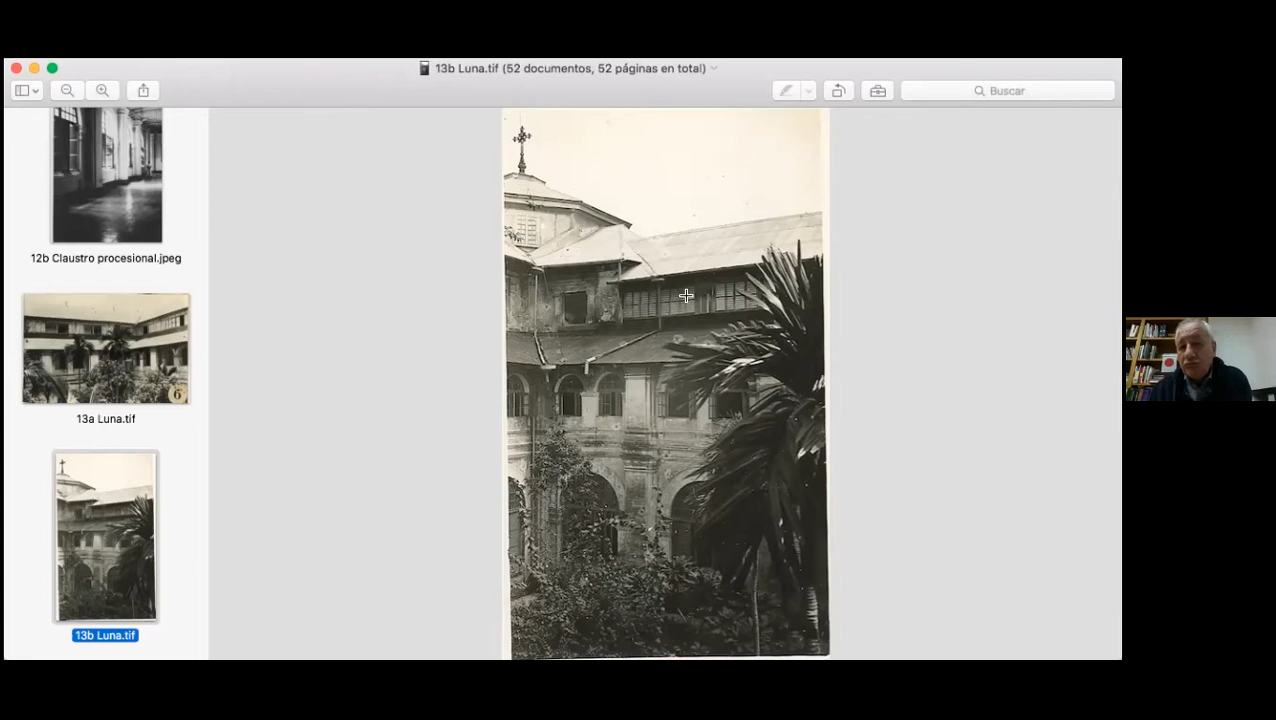 13b Luna.tif (52 documentos, 52 páginas en total)
Buscar
12b Claustro procesional.jpeg
6
13a Luna.tif
13b Luna.tif